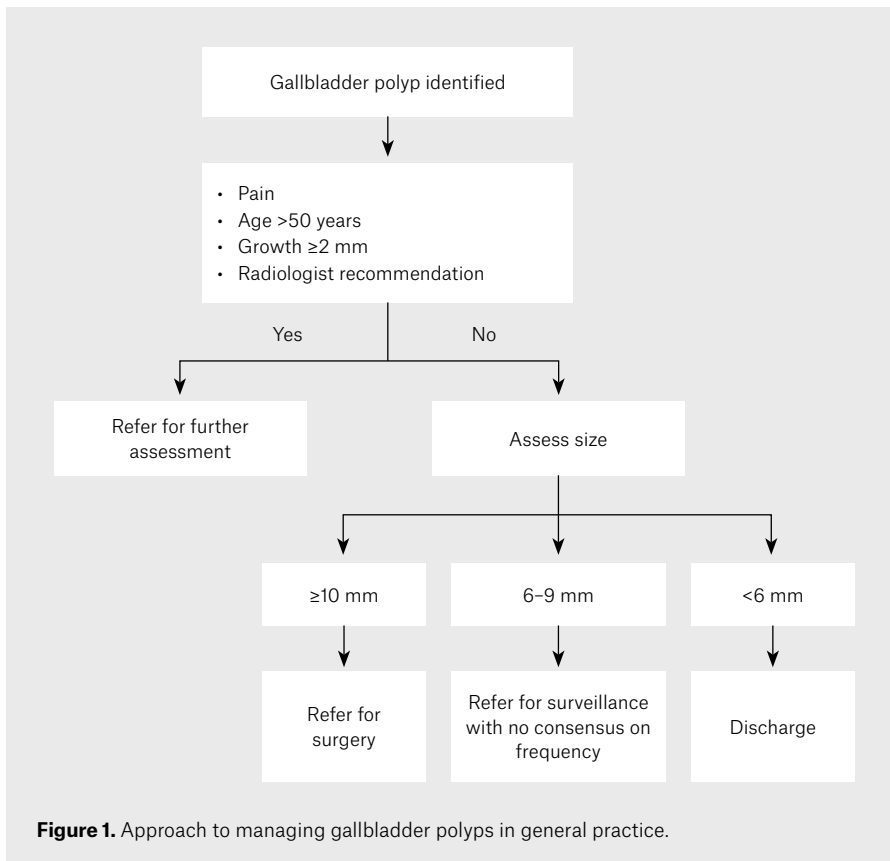 Gallbladder polyp identified
• Pain
• Age >50 years
• Growth ≥2 mm
• Radiologist recommendation
Yes
No
Refer for further
assessment
Assess size
≥10 mm
6–9 mm
<6 mm
Refer for
surgery
Refer for surveillance
with no consensus on
frequency
Discharge
Figure 1. Approach to managing gallbladder polyps in general practice.